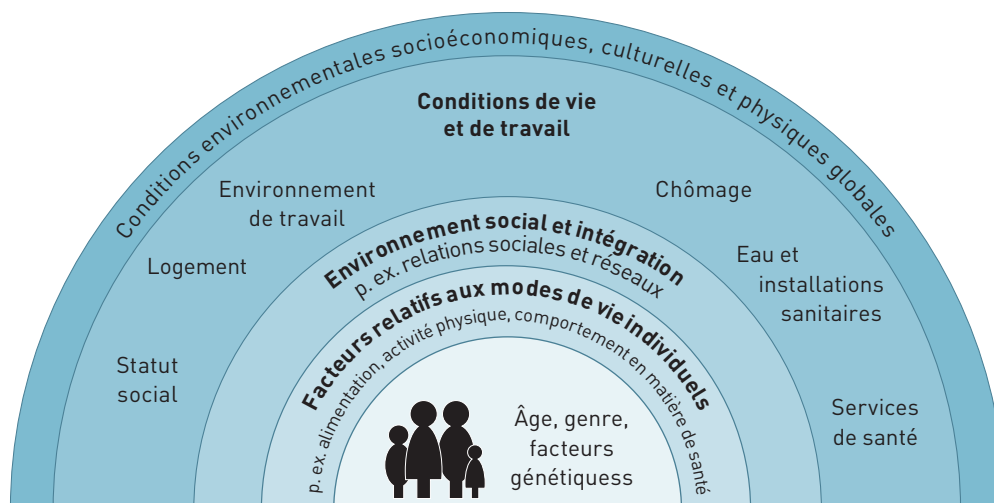 Conditions environnementales socioéconomiques, culturelles et physiques globales
Conditions de vie
et de travail
Environnement
de travail
Chômage
Logement
Eau et
installations
sanitaires
Statut
social
Services
de santé
Environnement social et intégration
p. ex. relations sociales et réseaux
Facteurs relatifs aux modes de vie individuels
p. ex. alimentation, activité physique, comportement en matière de santé
Âge, genre,
facteurs
génétiquess